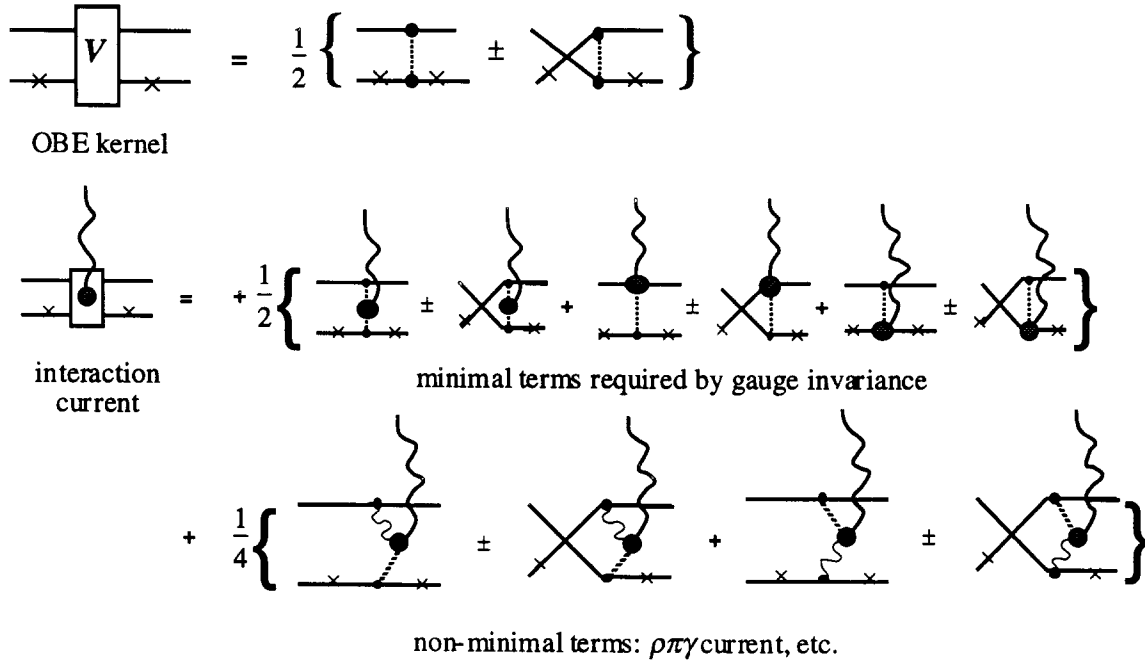 V = 1/2 { ± }
OBE kernel
= + 1/2 { ± + ± + ± }
interaction
current
minimal terms required by gauge invariance
+ 1/4 { ± + ± }
non-minimal terms: ρπγ current, etc.